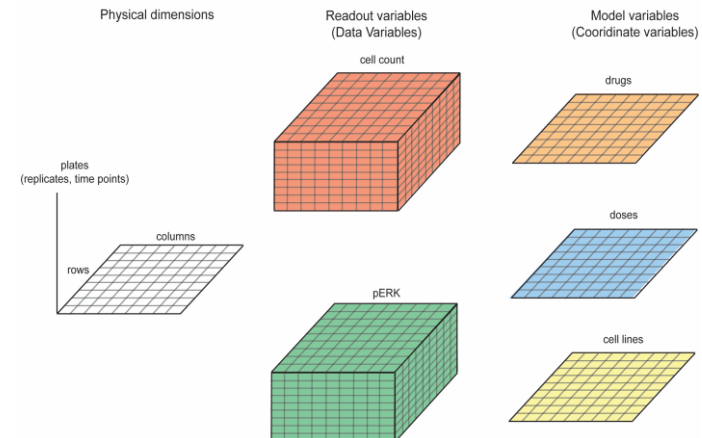 Physical dimensions
Readout variables
(Data Variables)
Model variables
(Cooridinate variables)
cell count
drugs
plates
(replicates, time points)
columns
rows
doses
pERK
cell lines